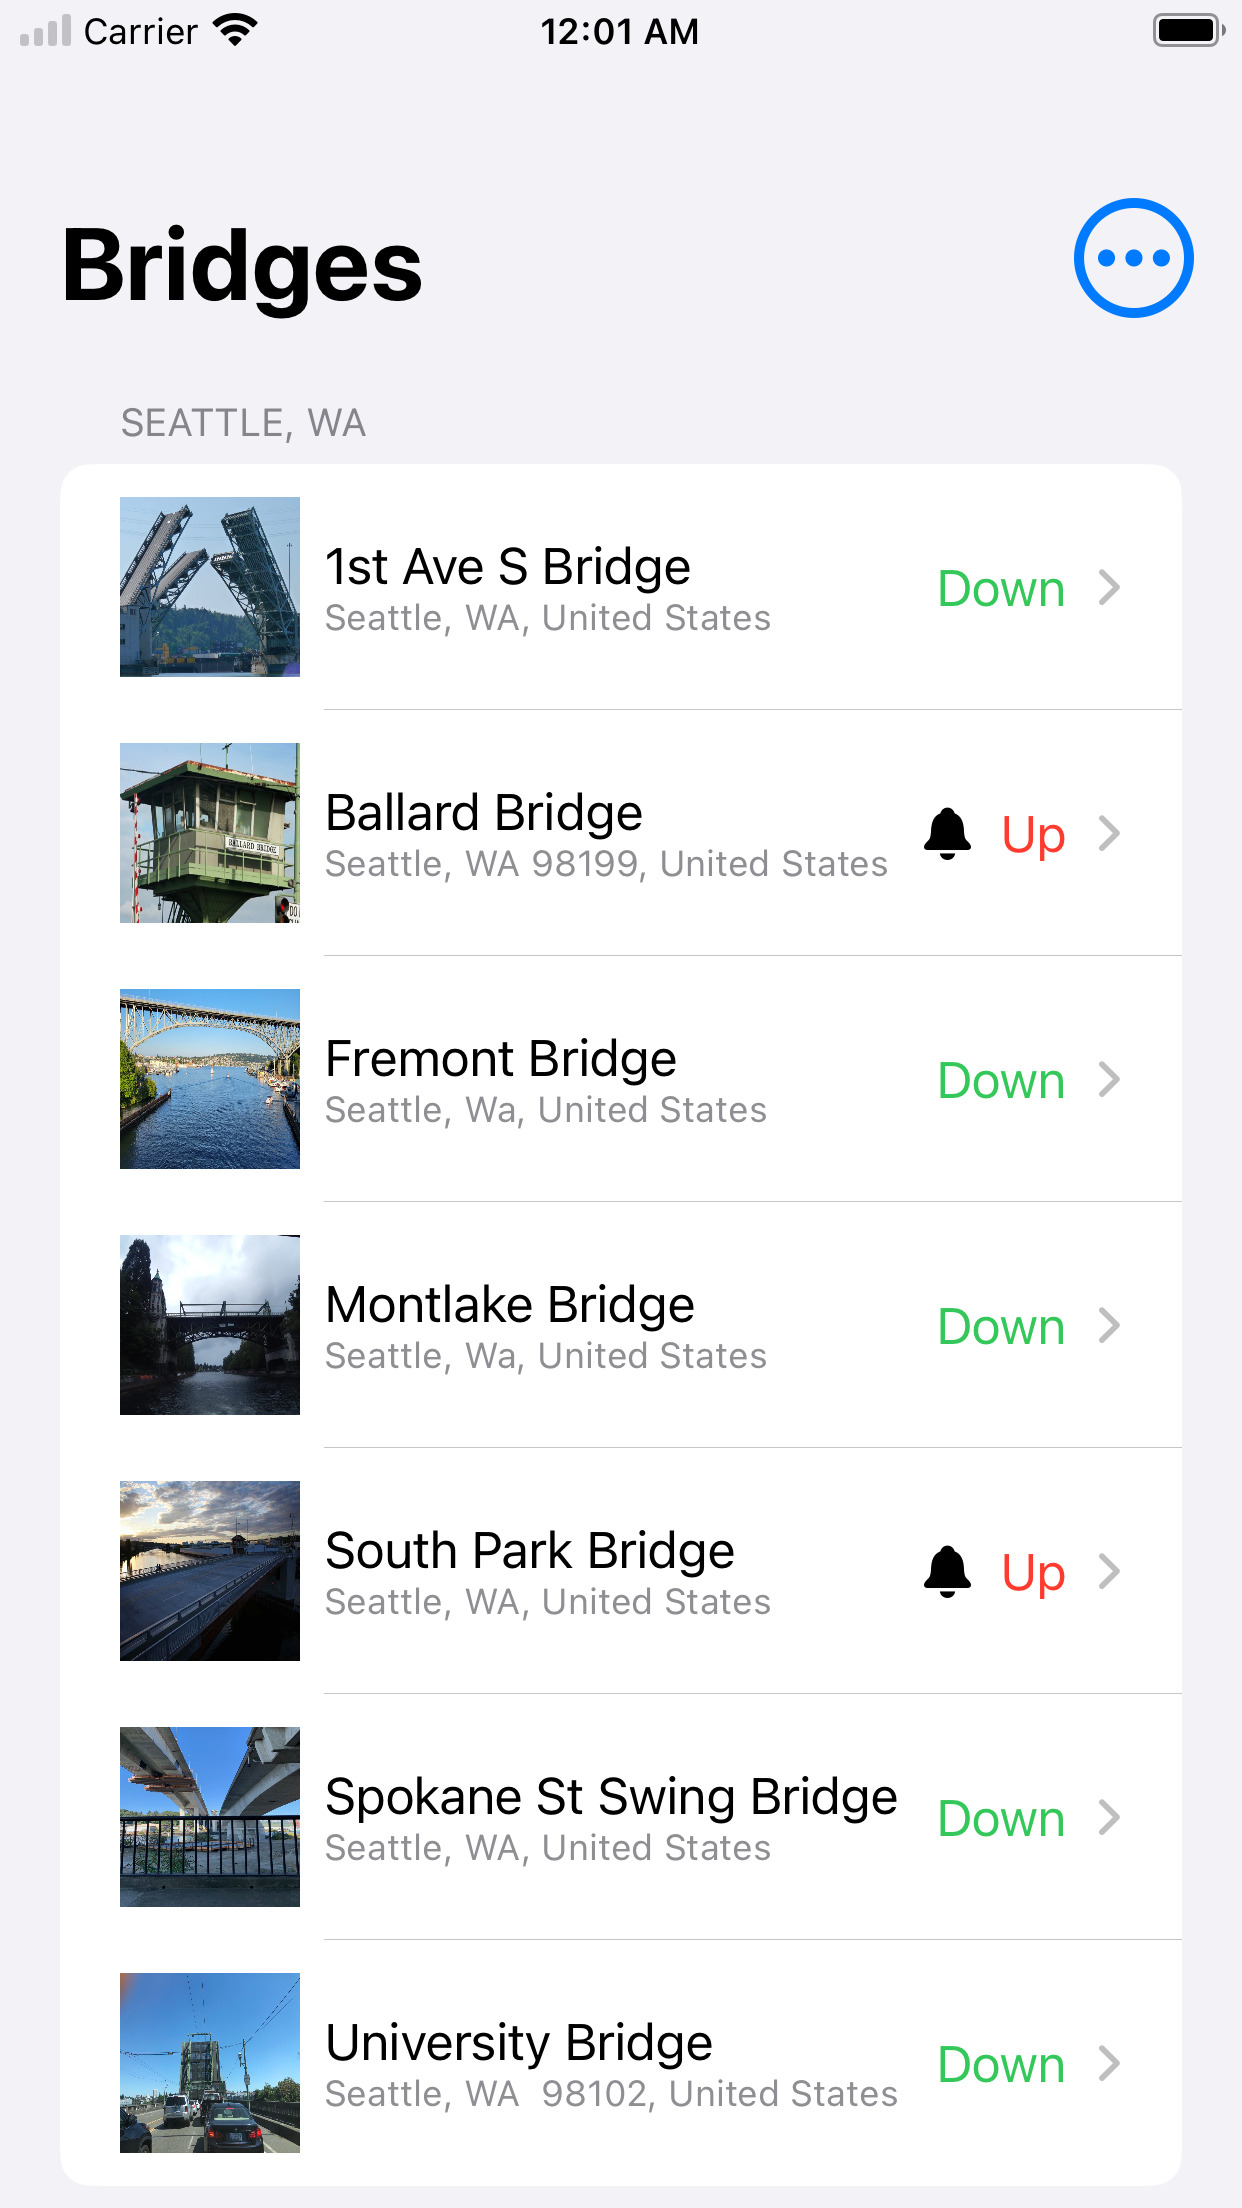 Carrier 12:01 AM
Bridges
SEATTLE, WA
1st Ave S Bridge
Seattle, WA, United States
Down
Ballard Bridge
Seattle, WA 98199, United States
Up
BALLARD BRIDGE
Fremont Bridge
Seattle, Wa, United States
Down
Montlake Bridge
Seattle, Wa, United States
Down
South Park Bridge
Seattle, WA, United States
Up
Spokane St Swing Bridge
Seattle, WA, United States
Down
University Bridge
Seattle, WA  98102, United States
Down